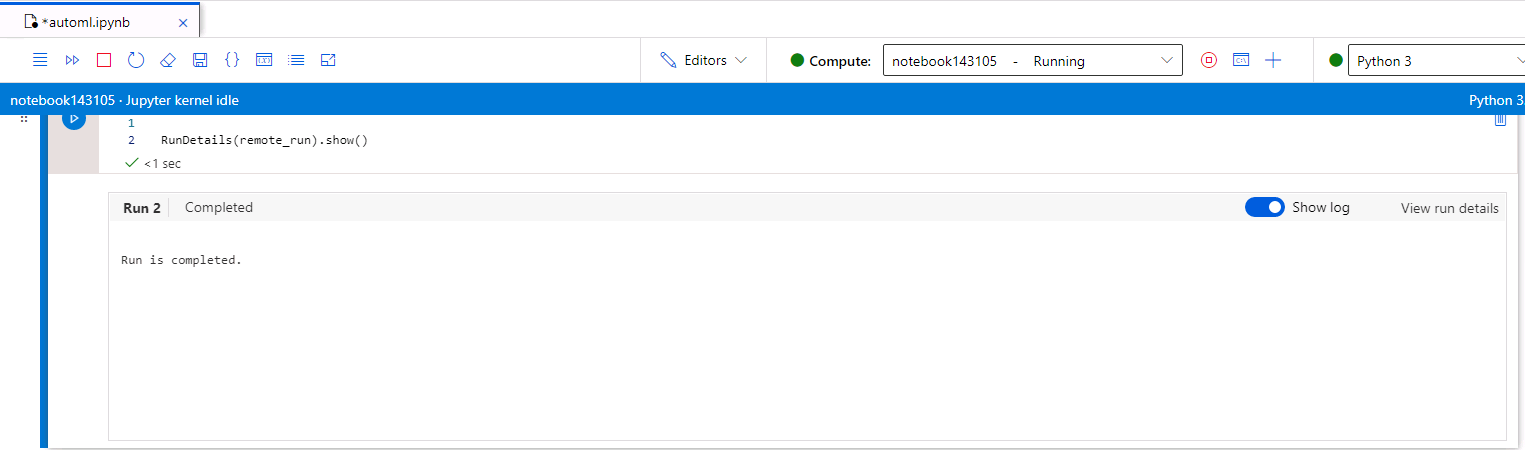 *automl.ipynb
Editors
Compute:
notebook143105 - Running
Python 3
notebook143105 · Jupyter kernel idle
Python 3
1
2 RunDetails(remote_run).show()
<1 sec
Run 2 Completed
Show log
View run details
Run is completed.